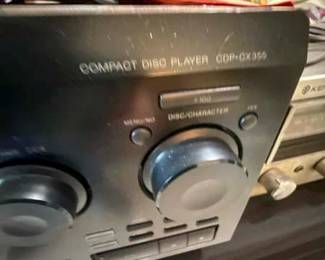 COMPACT DISC PLAYER CDP-CX355
+100
DISC/CHARACTER
MENU/NO
YES